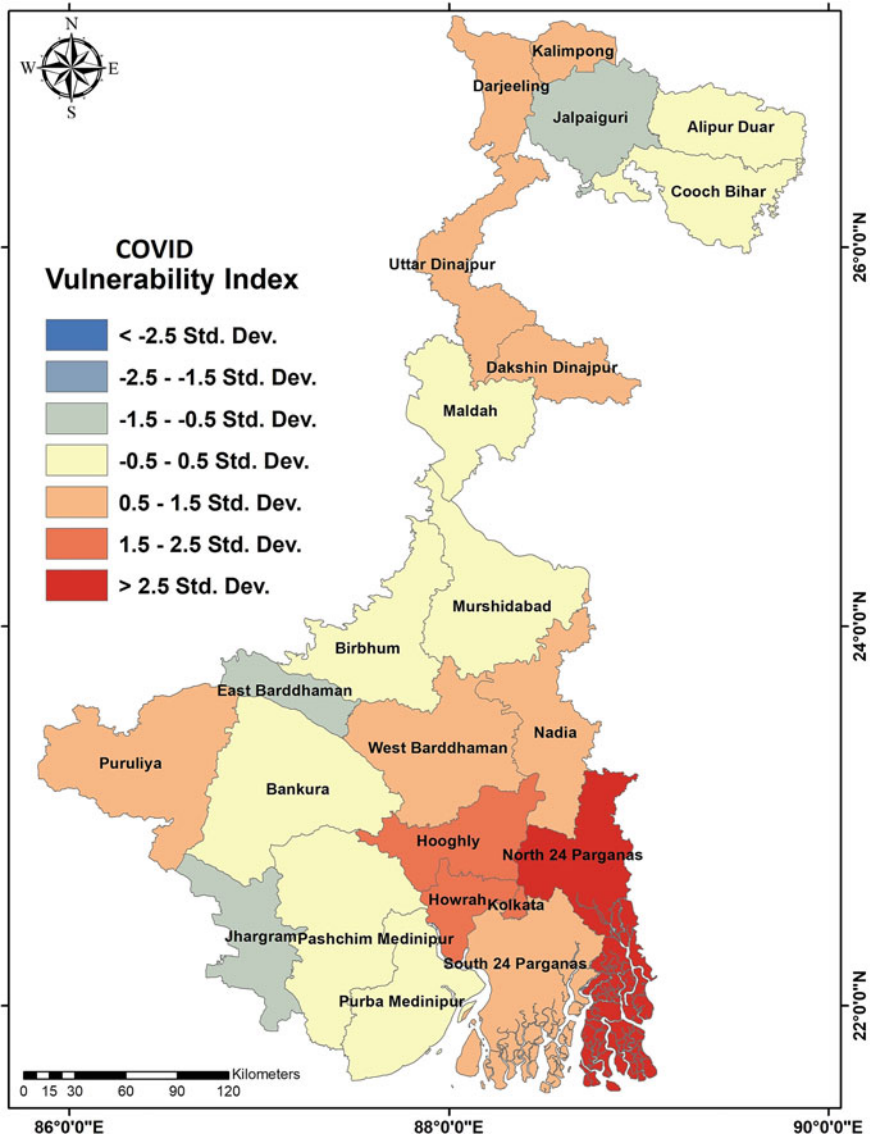 N
W E
S
Kalimpong
Darjeeling
Jalpaiguri
Alipur Duar
Cooch Bihar
COVID
Vulnerability Index
Uttar Dinajpur
26°0'0"N
< -2.5 Std. Dev.
-2.5 - -1.5 Std. Dev.
-1.5 - -0.5 Std. Dev.
-0.5 - 0.5 Std. Dev.
0.5 - 1.5 Std. Dev.
1.5 - 2.5 Std. Dev.
> 2.5 Std. Dev.
Dakshin Dinajpur
Maldah
Murshidabad
24°0'0"N
Birbhum
East Barddhaman
Nadia
West Barddhaman
Puruliya
Bankura
Hooghly
North 24 Parganas
Howrah
Kolkata
Jhargram
Pashchim Medinipur
South 24 Parganas
Purba Medinipur
22°0'0"N
Kilometers
0 15 30 60 90 120
86°0'0"E 88°0'0"E 90°0'0"E